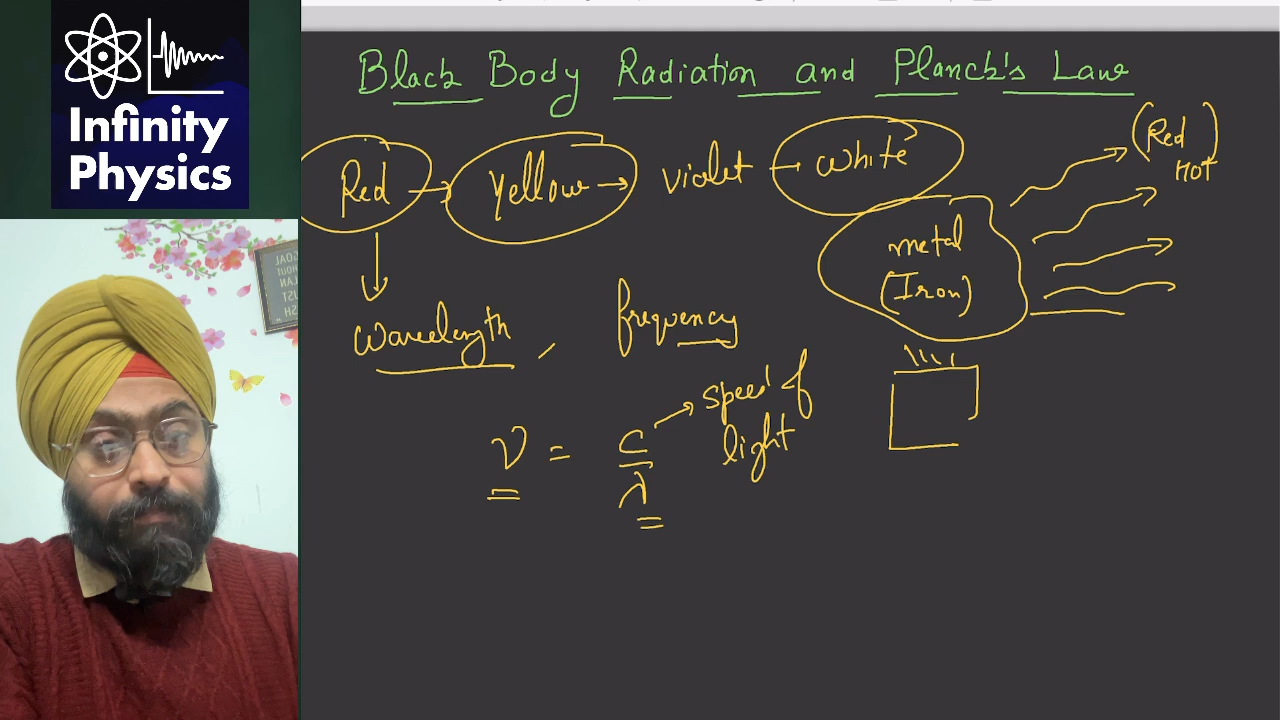 Infinity
Physics
Black Body Radiation and Planck's Law
Red → Yellow → violet → white
(Red
Hot)
metal
(Iron)
wavelength, frequency
ν = c/λ → speed of
light
GOAL